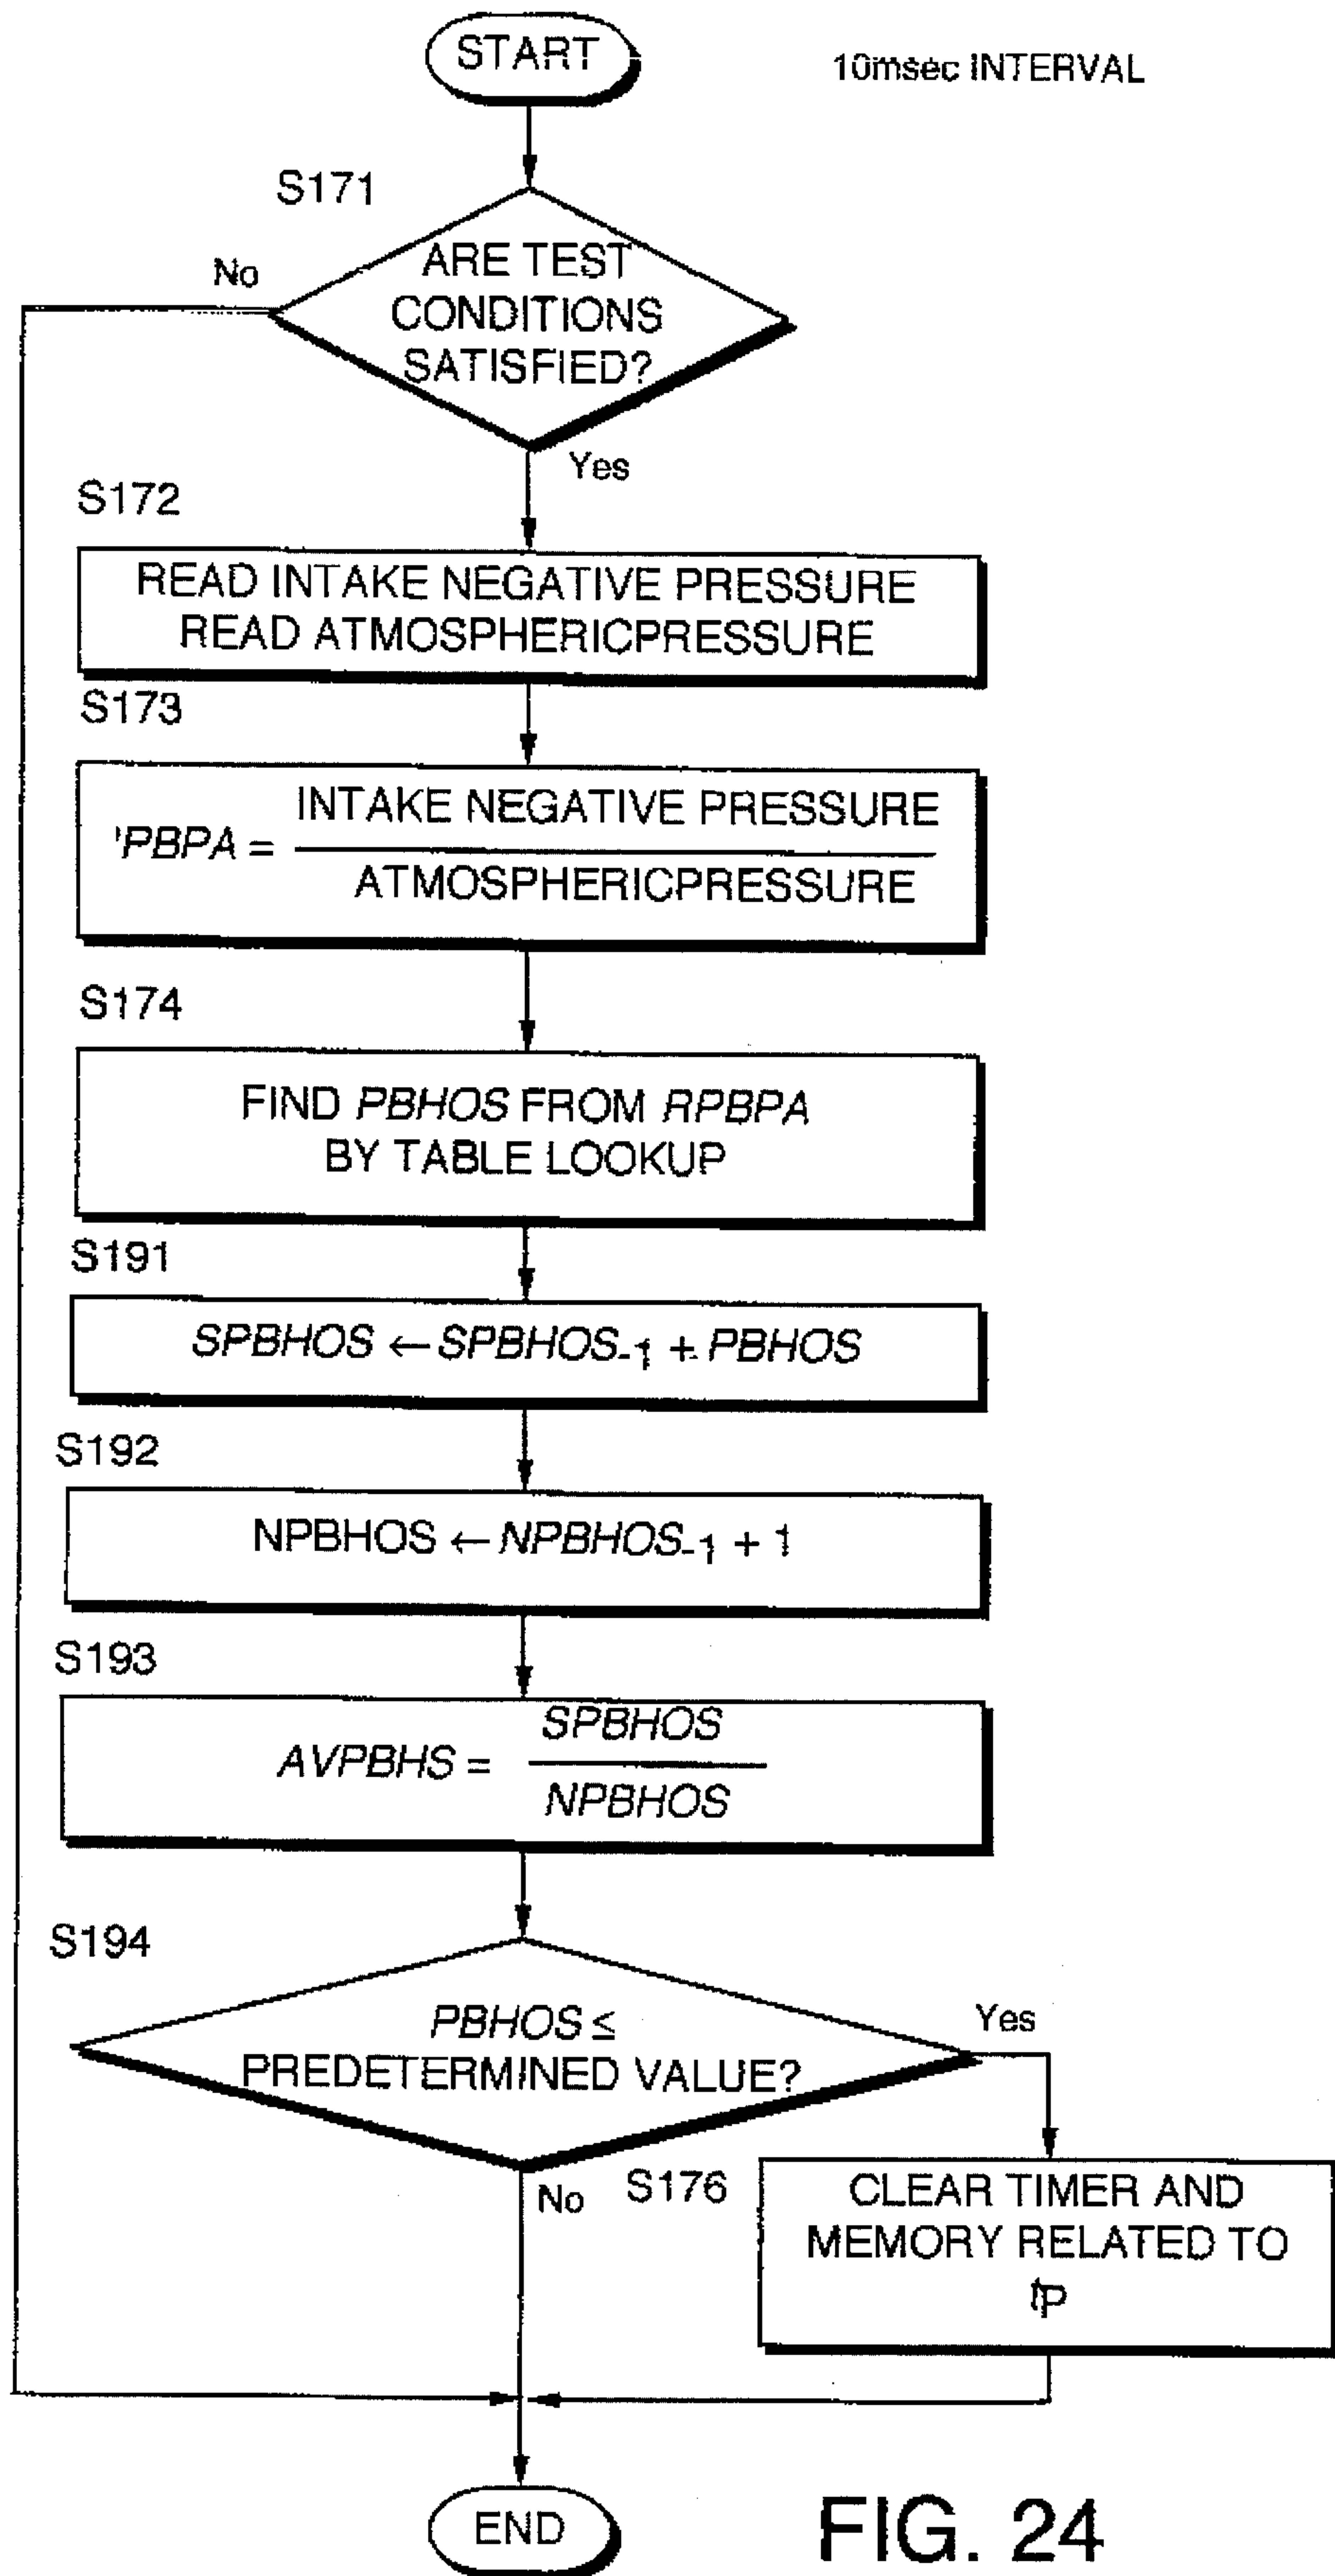 START
10msec INTERVAL
S171
ARE TEST
CONDITIONS
SATISFIED?
No
Yes
S172
READ INTAKE NEGATIVE PRESSURE
READ ATMOSPHERICPRESSURE
S173
'PBPA = INTAKE NEGATIVE PRESSURE
ATMOSPHERICPRESSURE
S174
FIND PBHOS FROM RPBPA
BY TABLE LOOKUP
S191
SPBHOS ← SPBHOS-1 + PBHOS
S192
NPBHOS ← NPBHOS-1 + 1
S193
AVPBHS = SPBHOS
NPBHOS
S194
PBHOS ≤
PREDETERMINED VALUE?
Yes
No
S176
CLEAR TIMER AND
MEMORY RELATED TO
tP
END
FIG. 24